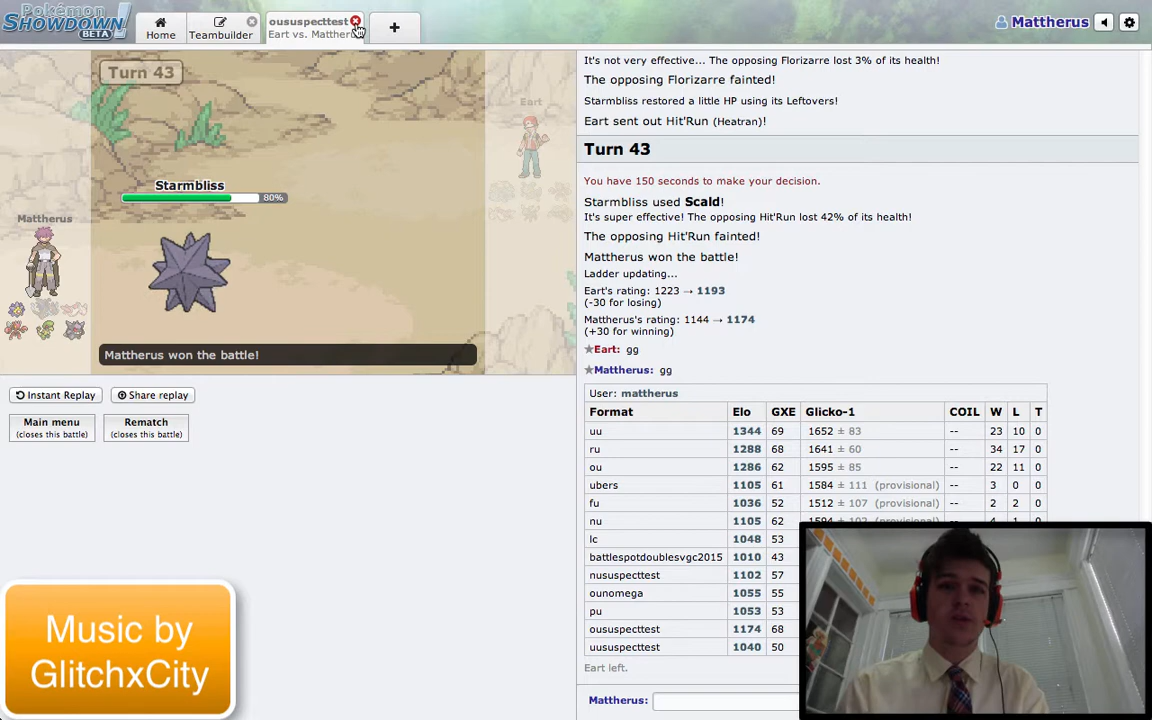 Pokémon
SHOWDOWN!
BETA
Home
Teambuilder
oususpecttest
Eart vs. Matther
+
Mattherus
Turn 43
Eart
Starmbliss
80%
Mattherus
Mattherus won the battle!
Instant Replay
Share replay
Main menu
(closes this battle)
Rematch
(closes this battle)
It's not very effective... The opposing Florizarre lost 3% of its health!
The opposing Florizarre fainted!
Starmbliss restored a little HP using its Leftovers!
Eart sent out Hit'Run (Heatran)!
Turn 43
You have 150 seconds to make your decision.
Starmbliss used Scald!
It's super effective! The opposing Hit'Run lost 42% of its health!
The opposing Hit'Run fainted!
Mattherus won the battle!
Ladder updating...
Eart's rating: 1223 → 1193
(-30 for losing)
Mattherus's rating: 1144 → 1174
(+30 for winning)
★Eart: gg
★Mattherus: gg
User: mattherus
Format Elo GXE Glicko-1 COIL W L T
uu 1344 69 1652 ± 83 -- 23 10 0
ru 1288 68 1641 ± 60 -- 34 17 0
ou 1286 62 1595 ± 85 -- 22 11 0
ubers 1105 61 1584 ± 111 (provisional) -- 3 0 0
fu 1036 52 1512 ± 107 (provisional) -- 2 2 0
nu 1105 62 (provisional) -- 4 1 0
lc 1048 53
battlespotdoublesvgc2015 1010 43
nususpecttest 1102 57
ounomega 1055 55
pu 1053 53
oususpecttest 1174 68
uususpecttest 1040 50
Eart left.
Mattherus:
Music by
GlitchxCity